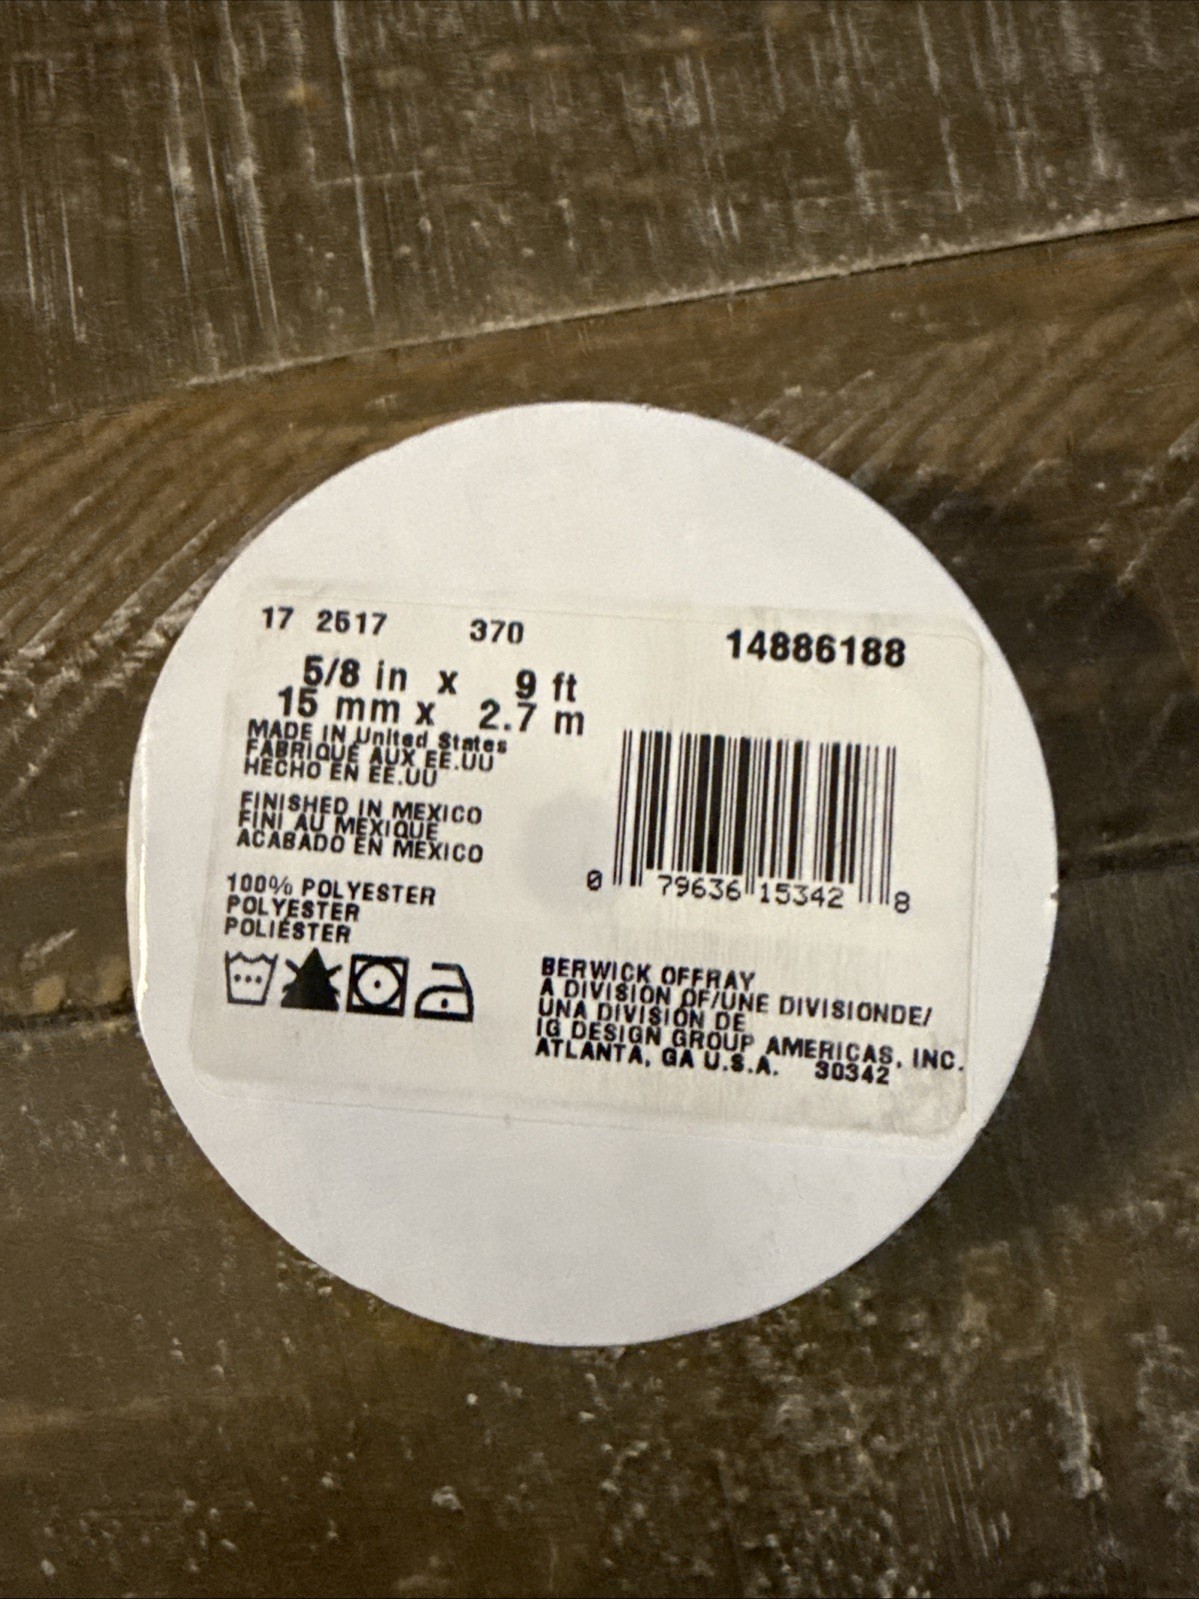 17 2517 370
14886188
5/8 in x 9 ft
15 mm x 2.7 m
MADE IN United States
FABRIQUÉ AUX EE.UU
HECHO EN EE.UU
FINISHED IN MEXICO
FINI AU MEXIQUE
ACABADO EN MEXICO
100% POLYESTER
POLYESTER
POLIÉSTER
0 79636 15342 8
BERWICK OFFRAY
A DIVISION OF/UNE DIVISIONDE/
UNA DIVISIÓN DE
IG DESIGN GROUP AMERICAS, INC.
ATLANTA, GA U.S.A. 30342